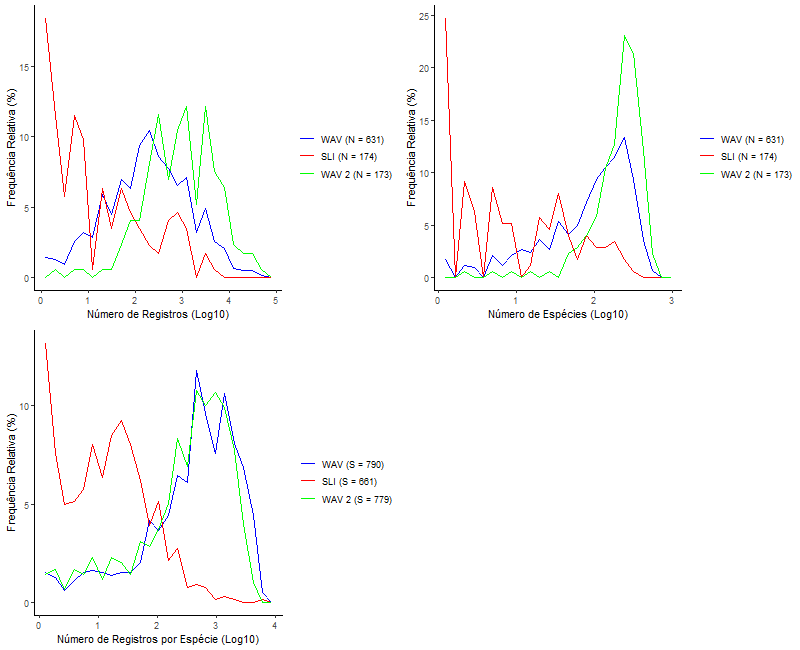 Frequência Relativa (%)
15
10
5
0
0 1 2 3 4 5
Número de Registros (Log10)
WAV (N = 631)
SLI (N = 174)
WAV 2 (N = 173)
Frequência Relativa (%)
25
20
15
10
5
0
0 1 2 3
Número de Espécies (Log10)
WAV (N = 631)
SLI (N = 174)
WAV 2 (N = 173)
Frequência Relativa (%)
10
5
0
0 1 2 3 4
Número de Registros por Espécie (Log10)
WAV (S = 790)
SLI (S = 661)
WAV 2 (S = 779)